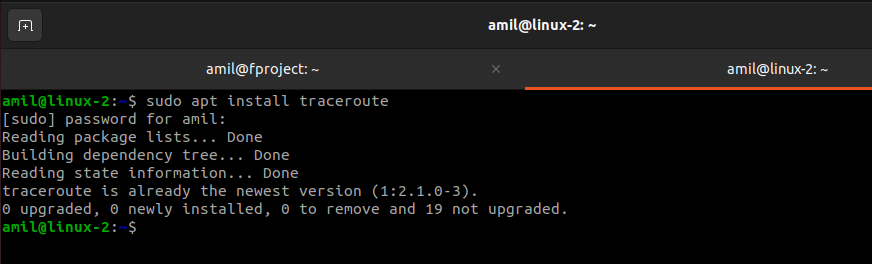 amil@linux-2: ~
amil@fproject: ~ × amil@linux-2: ~
amil@linux-2:~$ sudo apt install traceroute
[sudo] password for amil:
Reading package lists... Done
Building dependency tree... Done
Reading state information... Done
traceroute is already the newest version (1:2.1.0-3).
0 upgraded, 0 newly installed, 0 to remove and 19 not upgraded.
amil@linux-2:~$